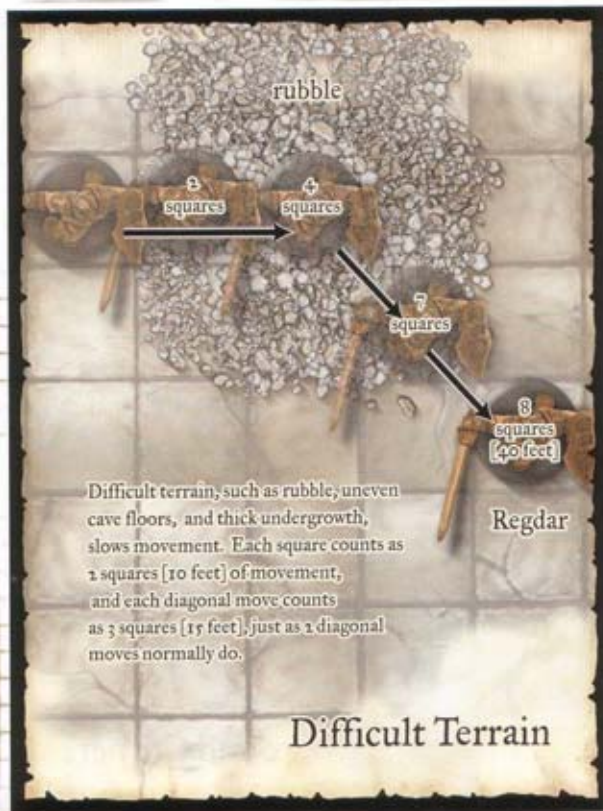 rubble
2
squares
4
squares
7
squares
8
squares
[40 feet]
Regdar
Difficult terrain, such as rubble, uneven
cave floors, and thick undergrowth,
slows movement. Each square counts as
2 squares [10 feet] of movement,
and each diagonal move counts
as 3 squares [15 feet], just as 2 diagonal
moves normally do.
Difficult Terrain